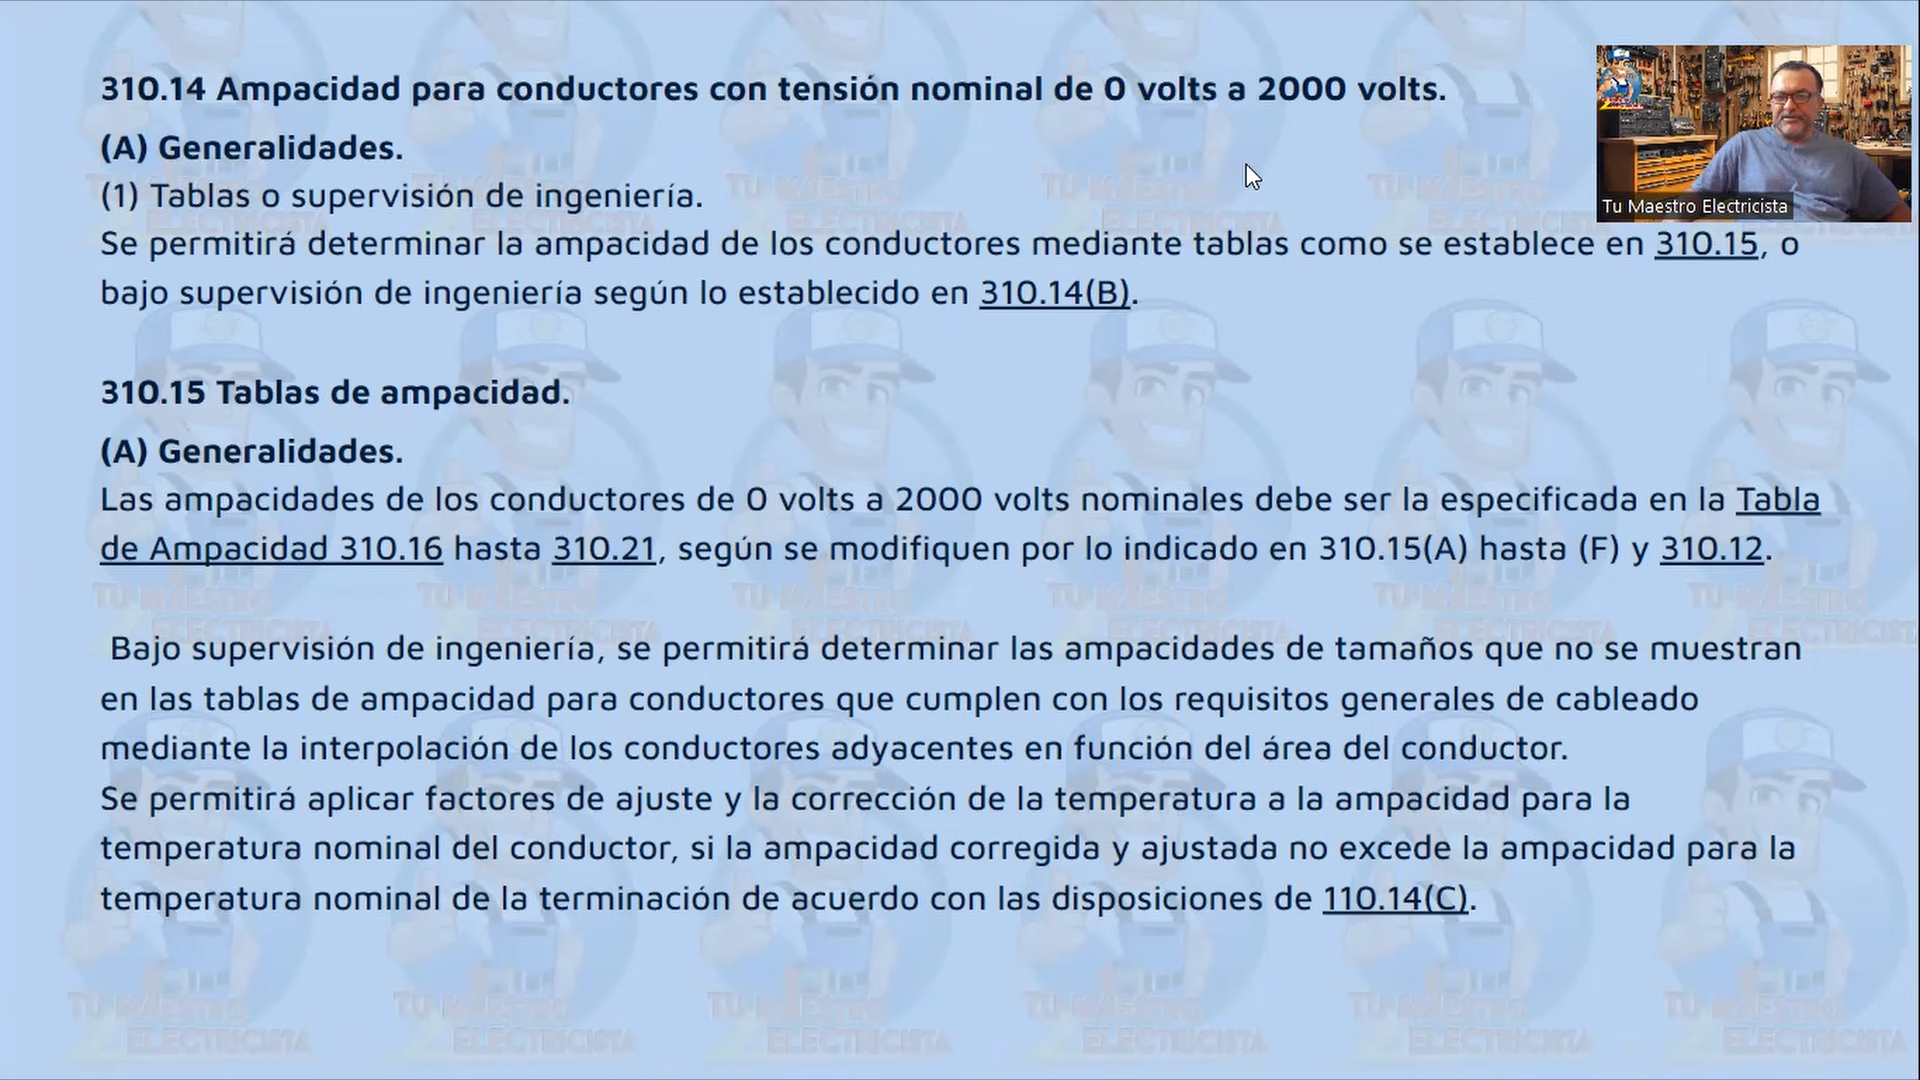 310.14 Ampacidad para conductores con tensión nominal de 0 volts a 2000 volts.
(A) Generalidades.
(1) Tablas o supervisión de ingeniería.
Tu Maestro Electricista
Se permitirá determinar la ampacidad de los conductores mediante tablas como se establece en 310.15, o
bajo supervisión de ingeniería según lo establecido en 310.14(B).
310.15 Tablas de ampacidad.
(A) Generalidades.
Las ampacidades de los conductores de 0 volts a 2000 volts nominales debe ser la especificada en la Tabla
de Ampacidad 310.16 hasta 310.21, según se modifiquen por lo indicado en 310.15(A) hasta (F) y 310.12.
Bajo supervisión de ingeniería, se permitirá determinar las ampacidades de tamaños que no se muestran
en las tablas de ampacidad para conductores que cumplen con los requisitos generales de cableado
mediante la interpolación de los conductores adyacentes en función del área del conductor.
Se permitirá aplicar factores de ajuste y la corrección de la temperatura a la ampacidad para la
temperatura nominal del conductor, si la ampacidad corregida y ajustada no excede la ampacidad para la
temperatura nominal de la terminación de acuerdo con las disposiciones de 110.14(C).
TU MAESTRO
ELECTRICISTA